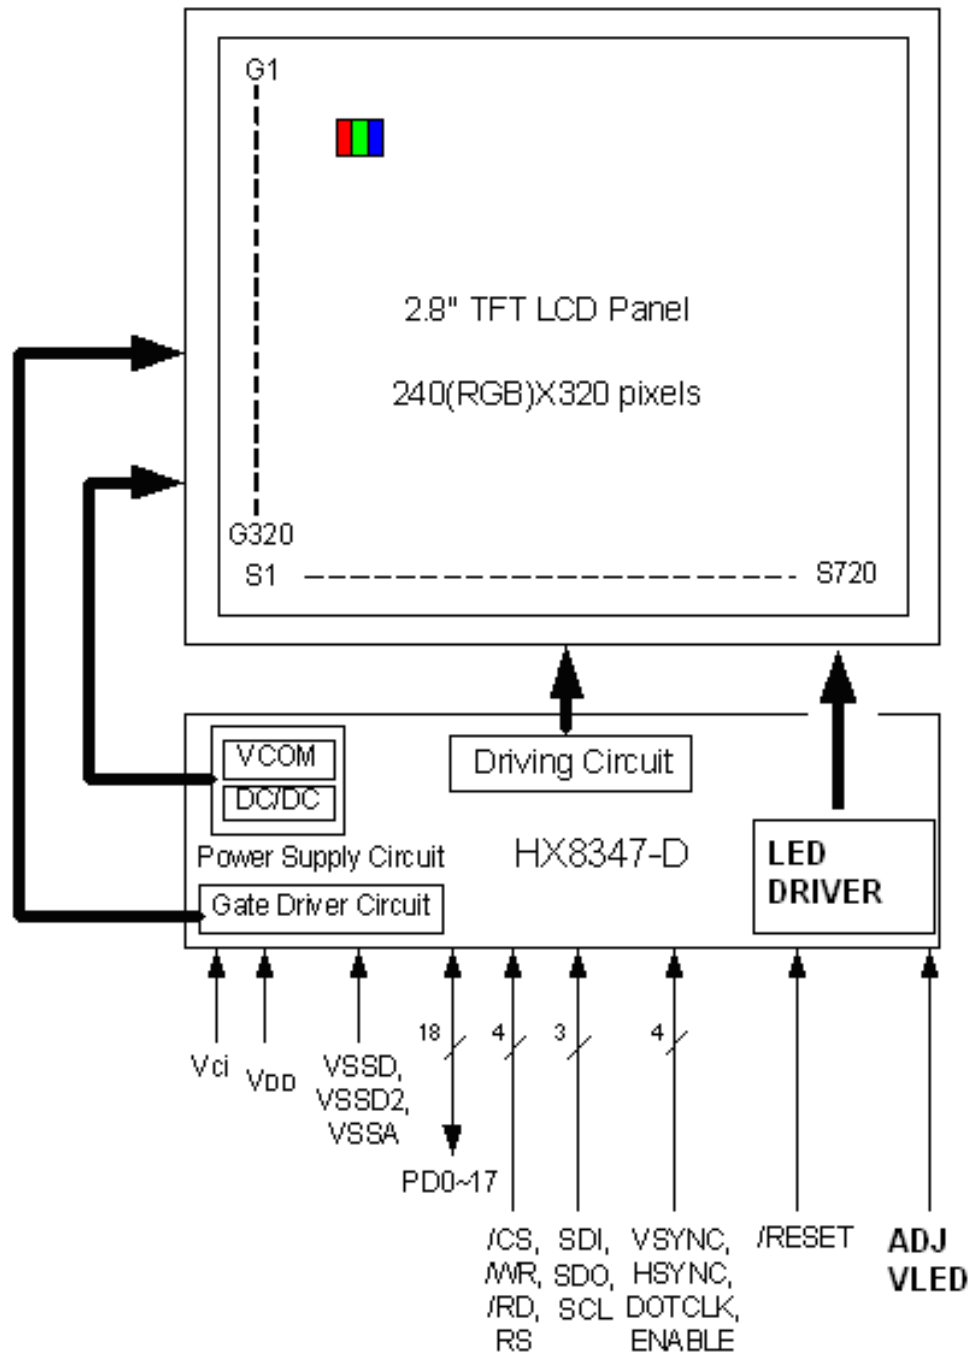 G1
2.8" TFT LCD Panel
240(RGB)X320 pixels
G320
S1
S720
VCOM
DC/DC
Power Supply Circuit
Gate Driver Circuit
Driving Circuit
HX8347-D
LED
DRIVER
18
4
3
4
Vci
VDD
VSSD,
VSSD2,
VSSA
PD0~17
/CS,
/WR,
/RD,
RS
SDI,
SDO,
SCL
VSYNC,
HSYNC,
DOTCLK,
ENABLE
/RESET
ADJ
VLED